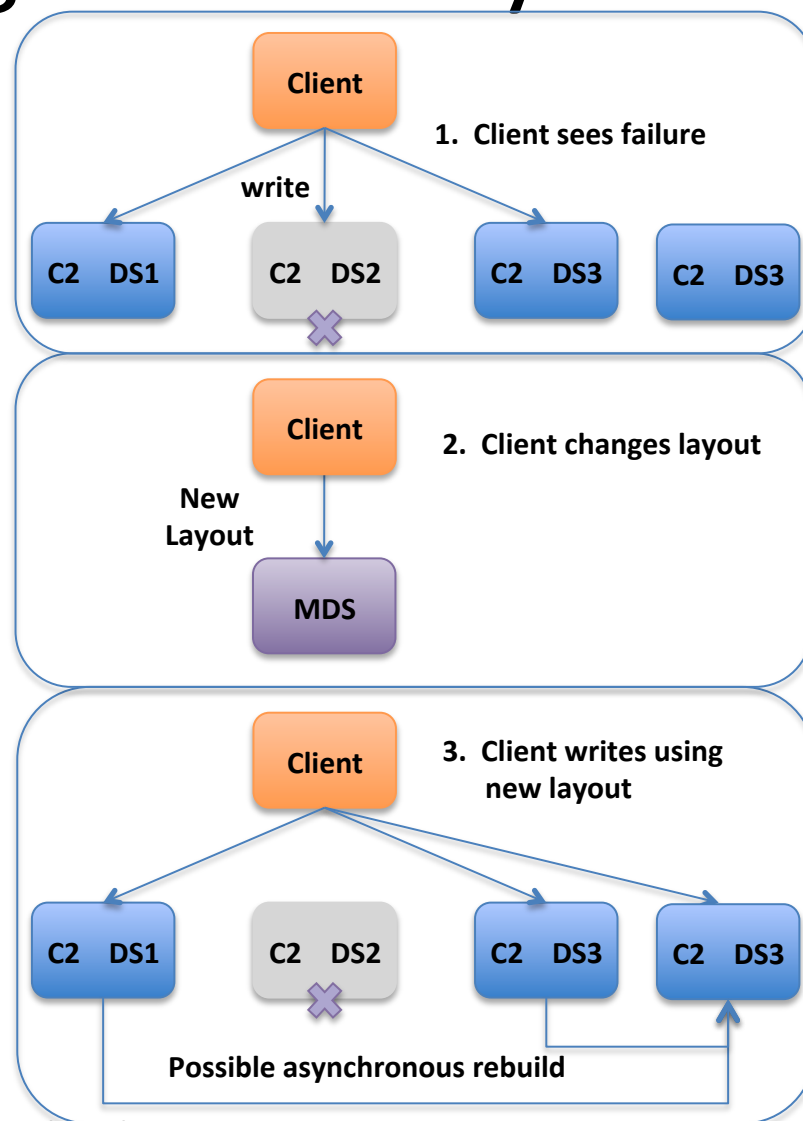 Client
1. Client sees failure
write
C2 DS1
C2 DS2
C2 DS3
C2 DS3
Client
2. Client changes layout
New
Layout
MDS
Client
3. Client writes using
new layout
C2 DS1
C2 DS2
C2 DS3
C2 DS3
Possible asynchronous rebuild